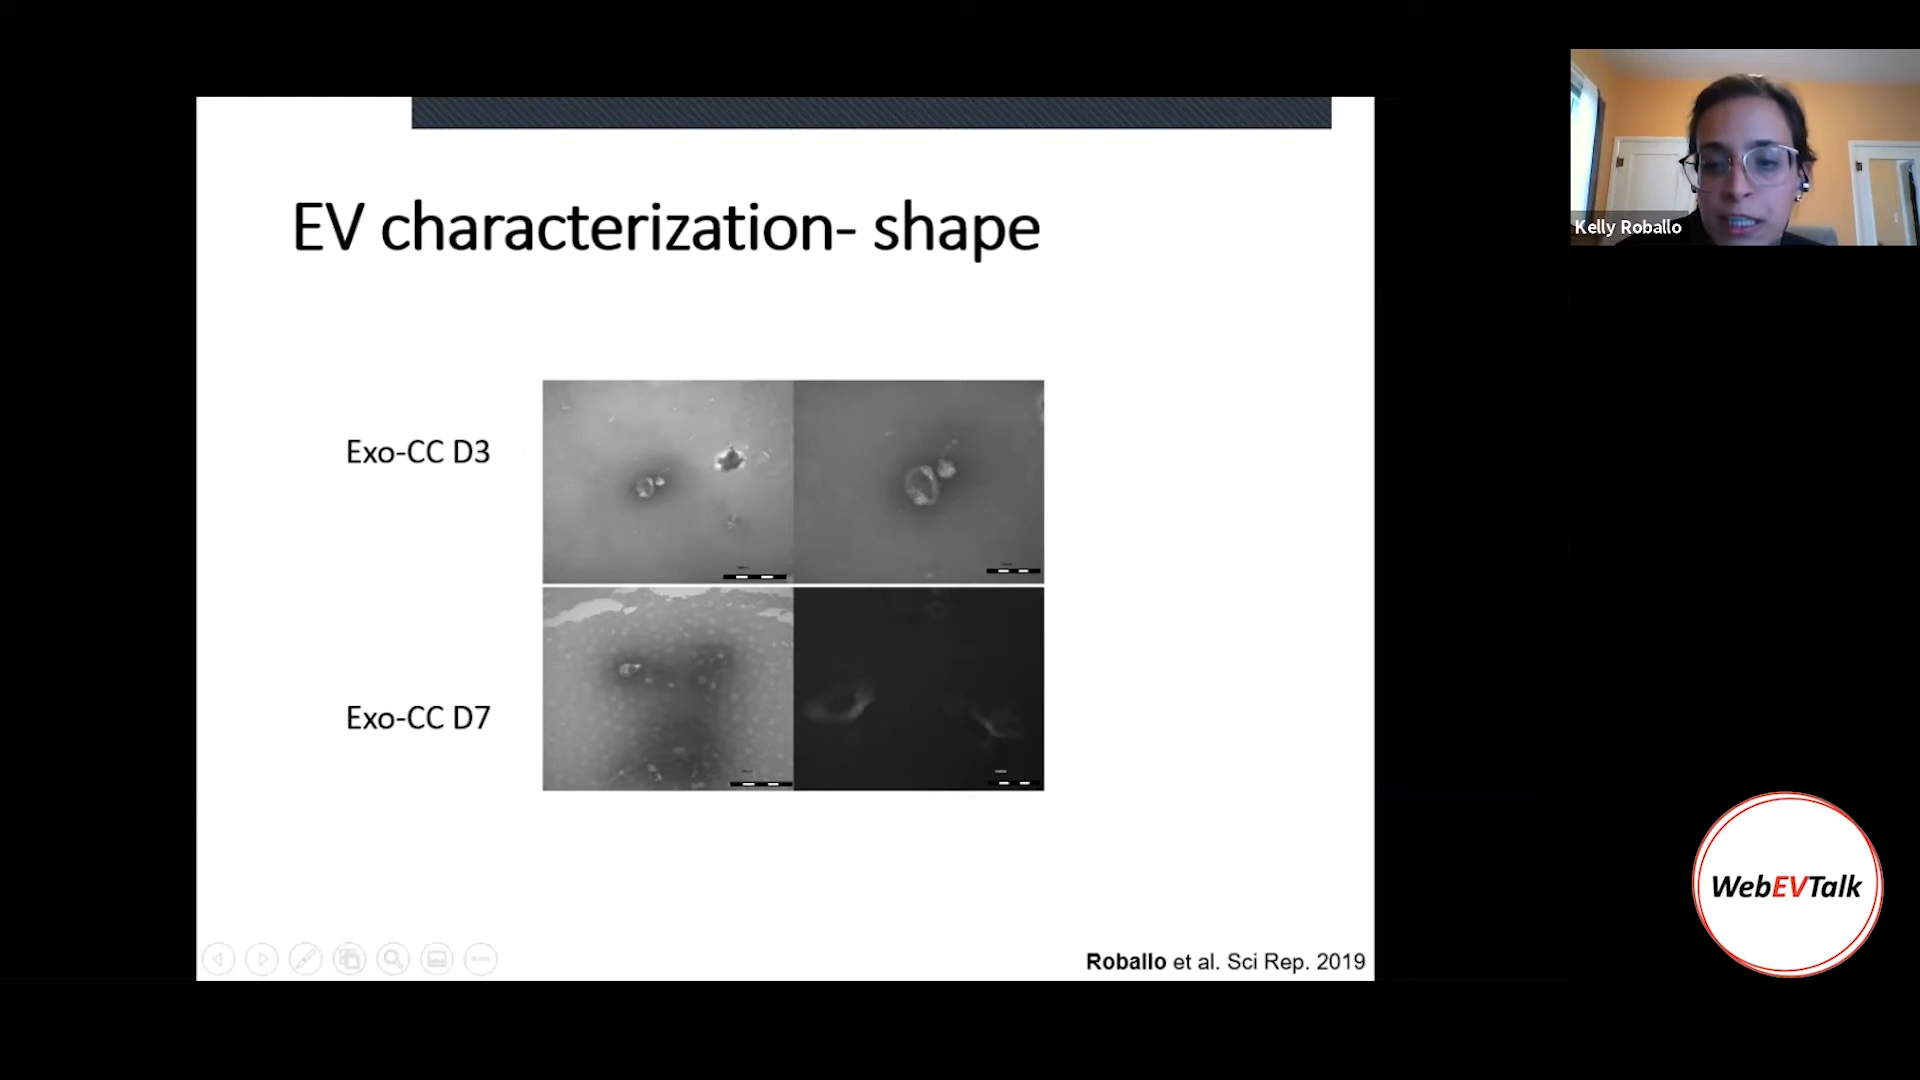 EV characterization- shape
Exo-CC D3
Exo-CC D7
Roballo et al. Sci Rep. 2019
Kelly Roballo
WebEVTalk